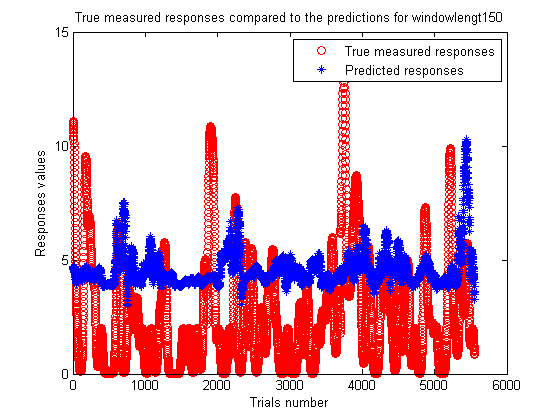 True measured responses compared to the predictions for windowlengt150
15
True measured responses
Predicted responses
10
5
0
Responses values
0 1000 2000 3000 4000 5000 6000
Trials number